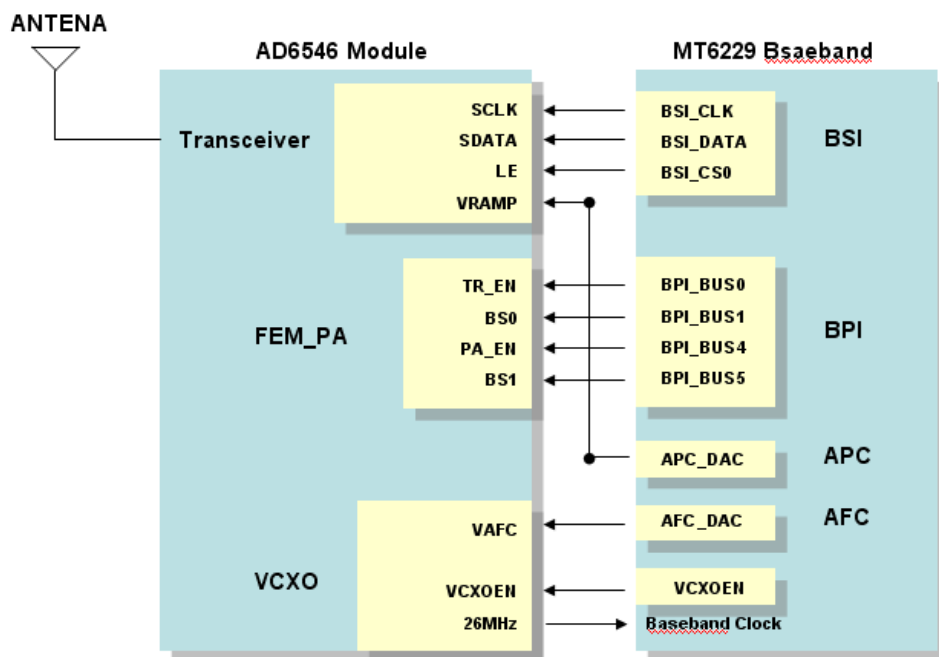 ANTENA
AD6546 Module
MT6229 Bsaeband
Transceiver
SCLK
SDATA
LE
VRAMP
BSI_CLK
BSI_DATA
BSI_CS0
BSI
FEM_PA
TR_EN
BS0
PA_EN
BS1
BPI_BUS0
BPI_BUS1
BPI_BUS4
BPI_BUS5
BPI
APC_DAC
APC
VCXO
VAFC
VCXOEN
26MHz
AFC_DAC
AFC
VCXOEN
Baseband Clock